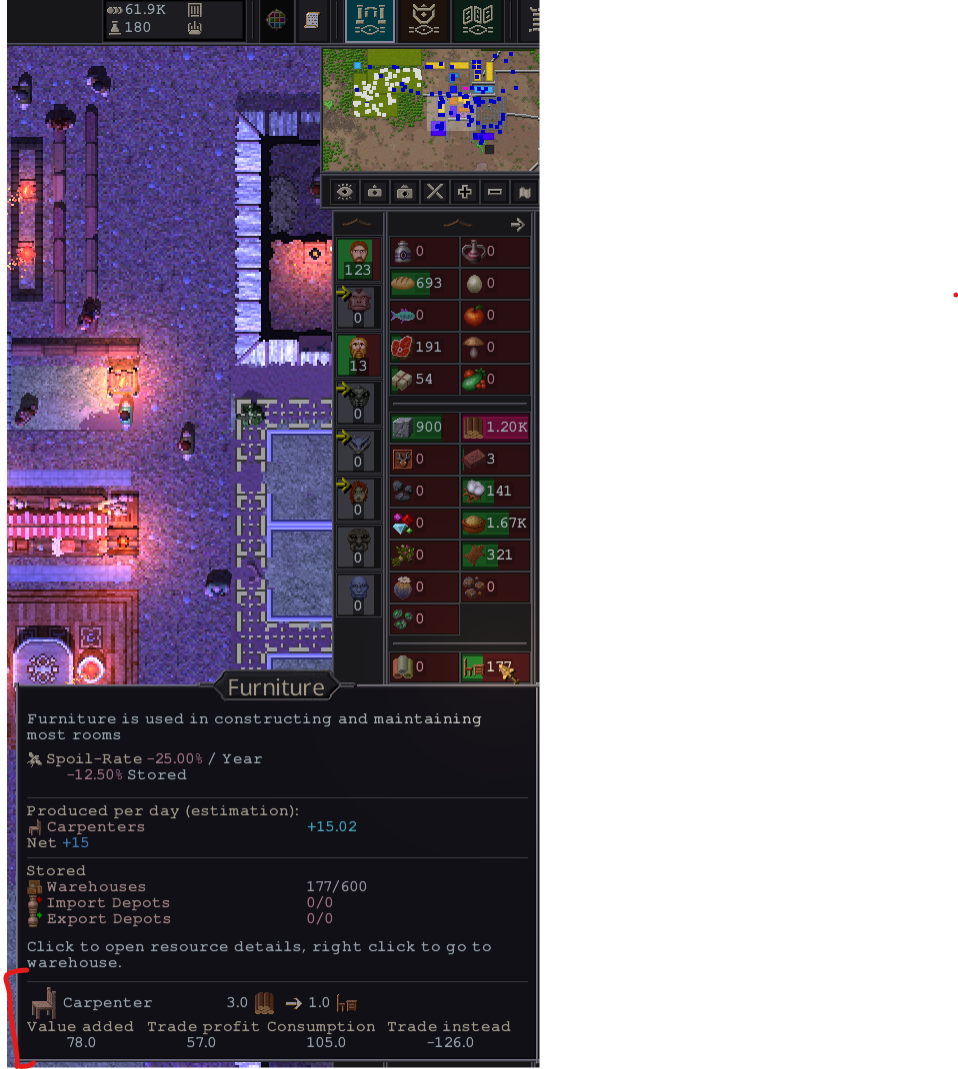 61.9K
180
123
0
13
0
0
0
0
0
0 0
693 0
0 0
191 0
54 0
900 1.20K
0 3
0 141
0 1.67K
0 321
0 0
0
0 177
Furniture
Furniture is used in constructing and maintaining
most rooms
Spoil-Rate -25.00% / Year
-12.50% Stored
Produced per day (estimation):
Carpenters +15.02
Net +15
Stored
Warehouses 177/600
Import Depots 0/0
Export Depots 0/0
Click to open resource details, right click to go to
warehouse.
Carpenter 3.0 → 1.0
Value added Trade profit Consumption Trade instead
78.0 57.0 105.0 -126.0